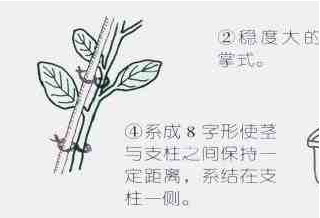 ②稳度大的
掌式。
④系成 8 字形使茎
与支柱之间保持一
定距离，系结在支
柱一侧。